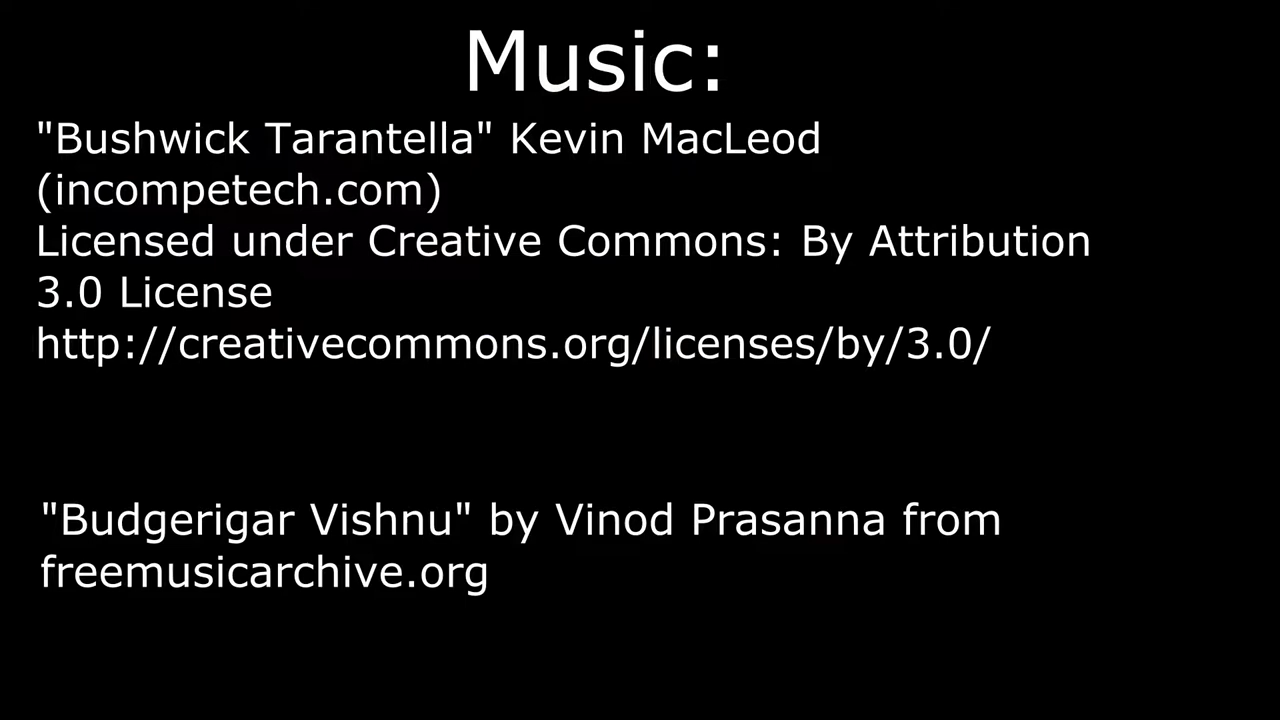 Music:
"Bushwick Tarantella" Kevin MacLeod
(incompetech.com)
Licensed under Creative Commons: By Attribution
3.0 License
http://creativecommons.org/licenses/by/3.0/
"Budgerigar Vishnu" by Vinod Prasanna from
freemusicarchive.org